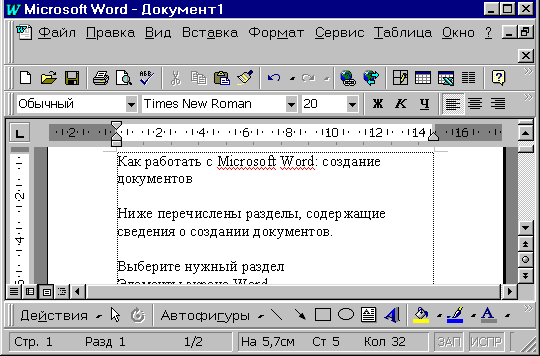 Microsoft Word - Документ1
Файл Правка Вид Вставка Формат Сервис Таблица Окно ?
Обычный Times New Roman 20 Ж К Ч
2 2 4 6 8 10 12 14 16
Как работать с Microsoft Word: создание
документов
Ниже перечислены разделы, содержащие
сведения о создании документов.
Выберите нужный раздел
Элементы экрана Word
Действия Автофигуры
Стр. 1 Разд 1 1/2 На 5,7см Ст 5 Кол 32 ЗАП ИСПР